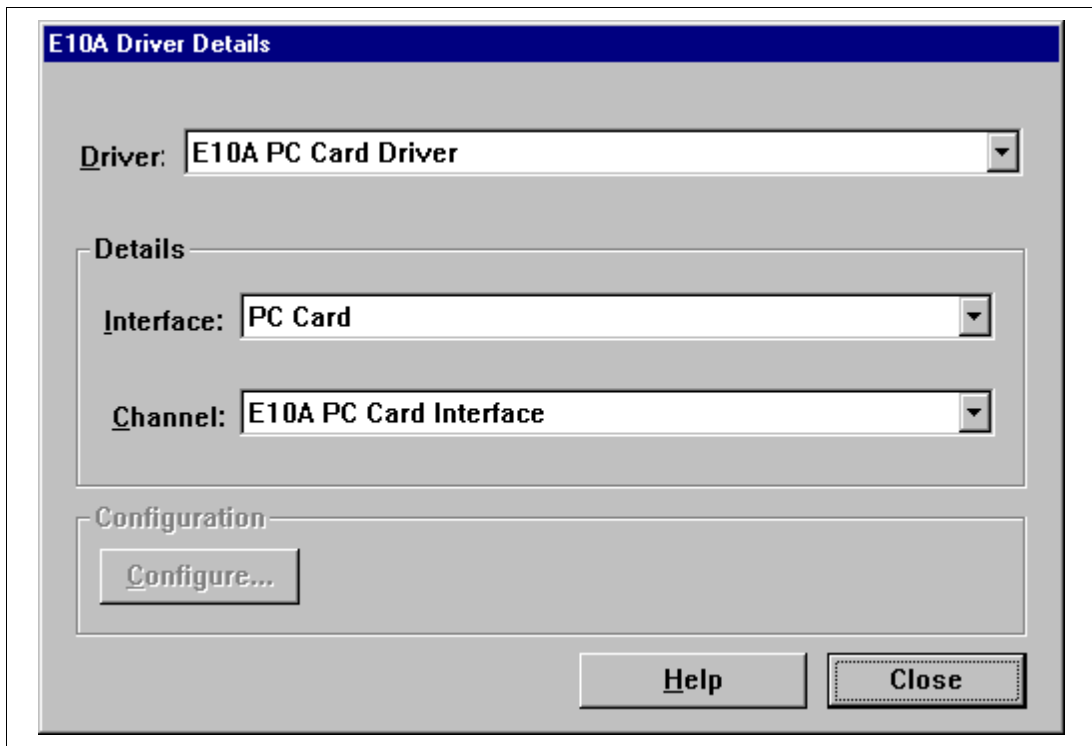 E10A Driver Details
Driver: E10A PC Card Driver
Details
Interface: PC Card
Channel: E10A PC Card Interface
Configuration
Configure...
Help Close